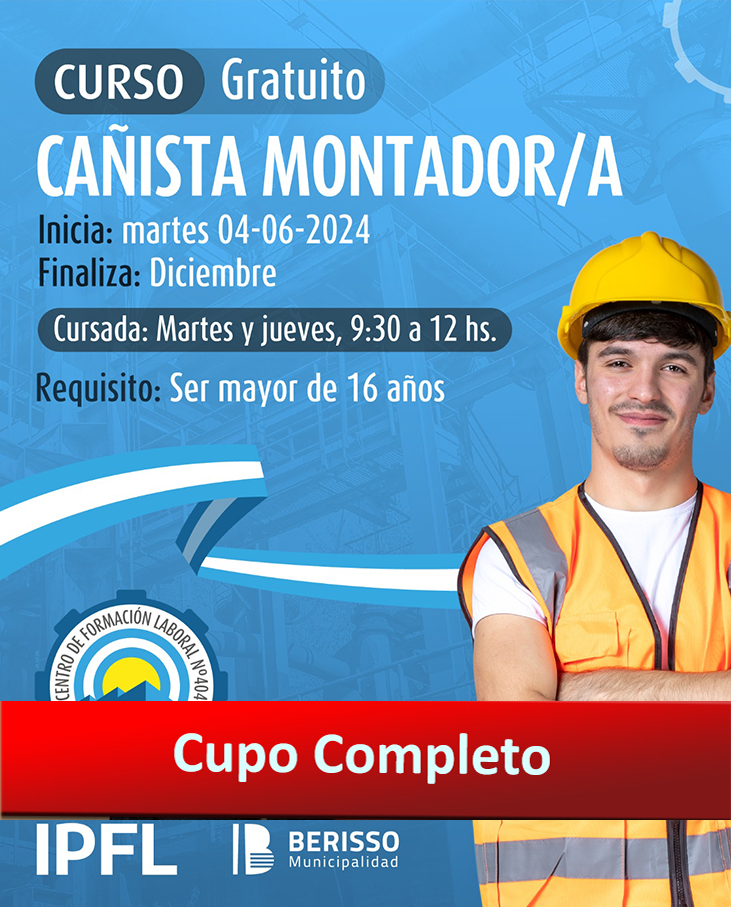 CURSO Gratuito
CAÑISTA MONTADOR/A
Inicia: martes 04-06-2024
Finaliza: Diciembre
Cursada: Martes y jueves, 9:30 a 12 hs.
Requisito: Ser mayor de 16 años
CENTRO DE FORMACIÓN LABORAL Nº404
Cupo Completo
IPFL
BERISSO
Municipalidad